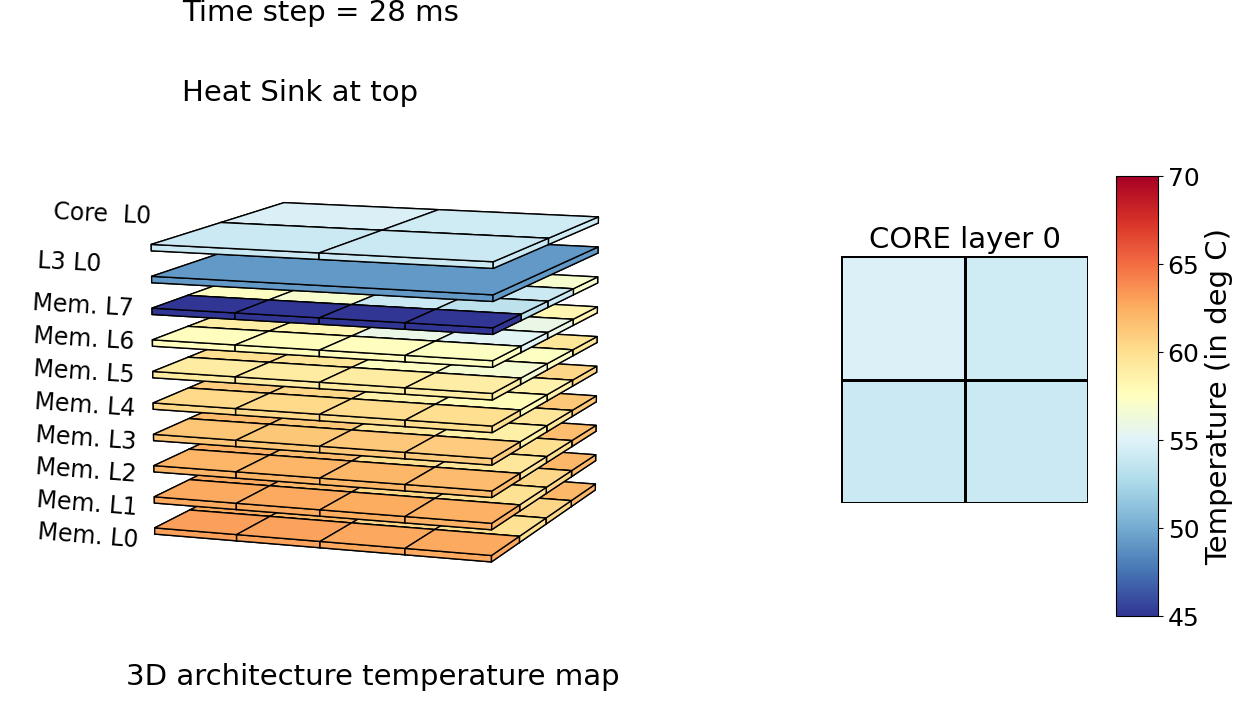 Time step = 28 ms
Heat Sink at top
Core  L0
L3 L0
Mem. L7
Mem. L6
Mem. L5
Mem. L4
Mem. L3
Mem. L2
Mem. L1
Mem. L0
3D architecture temperature map
CORE layer 0
70
65
60
55
50
45
Temperature (in deg C)